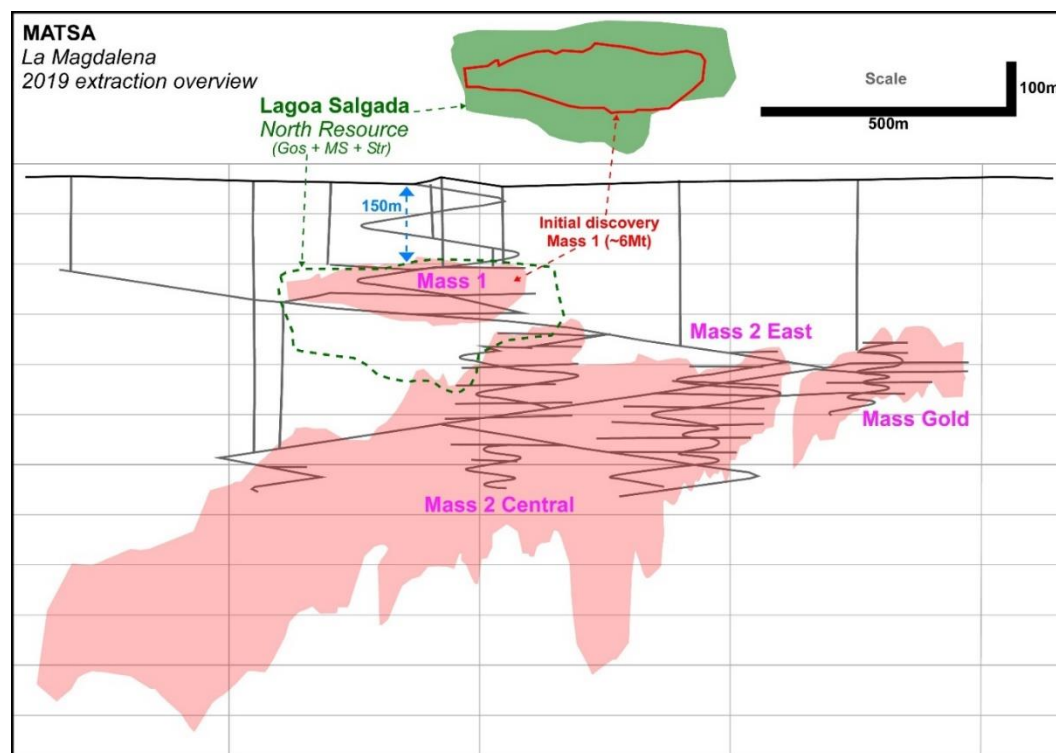 MATSA
La Magdalena
2019 extraction overview
Lagoa Salgada
North Resource
(Gos + MS + Str)
Scale
100m
500m
150m
Initial discovery
Mass 1 (~6Mt)
Mass 1
Mass 2 East
Mass Gold
Mass 2 Central